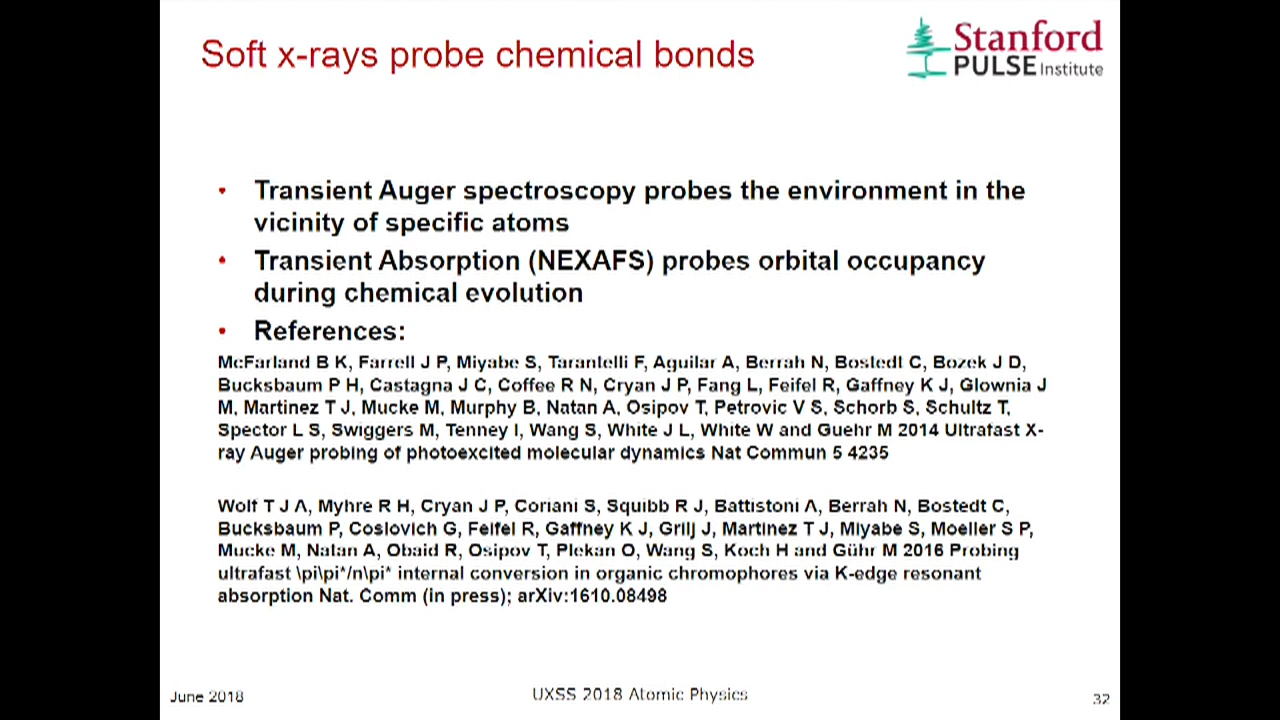 Soft x-rays probe chemical bonds
Stanford
PULSE Institute
• Transient Auger spectroscopy probes the environment in the
vicinity of specific atoms
• Transient Absorption (NEXAFS) probes orbital occupancy
during chemical evolution
• References:
McFarland B K, Farrell J P, Miyabe S, Tarantelli F, Aguilar A, Berrah N, Bostedt C, Bozek J D,
Bucksbaum P H, Castagna J C, Coffee R N, Cryan J P, Fang L, Feifel R, Gaffney K J, Glownia J
M, Martinez T J, Mucke M, Murphy B, Natan A, Osipov T, Petrovic V S, Schorb S, Schultz T,
Spector L S, Swiggers M, Tenney I, Wang S, White J L, White W and Guehr M 2014 Ultrafast X-
ray Auger probing of photoexcited molecular dynamics Nat Commun 5 4235
Wolf T J A, Myhre R H, Cryan J P, Coriani S, Squibb R J, Battistoni A, Berrah N, Bostedt C,
Bucksbaum P, Coslovich G, Feifel R, Gaffney K J, Grilj J, Martinez T J, Miyabe S, Moeller S P,
Mucke M, Natan A, Obaid R, Osipov T, Plekan O, Wang S, Koch H and Gühr M 2016 Probing
ultrafast \pi\pi*/n\pi* internal conversion in organic chromophores via K-edge resonant
absorption Nat. Comm (in press); arXiv:1610.08498
June 2018
UXSS 2018 Atomic Physics
32